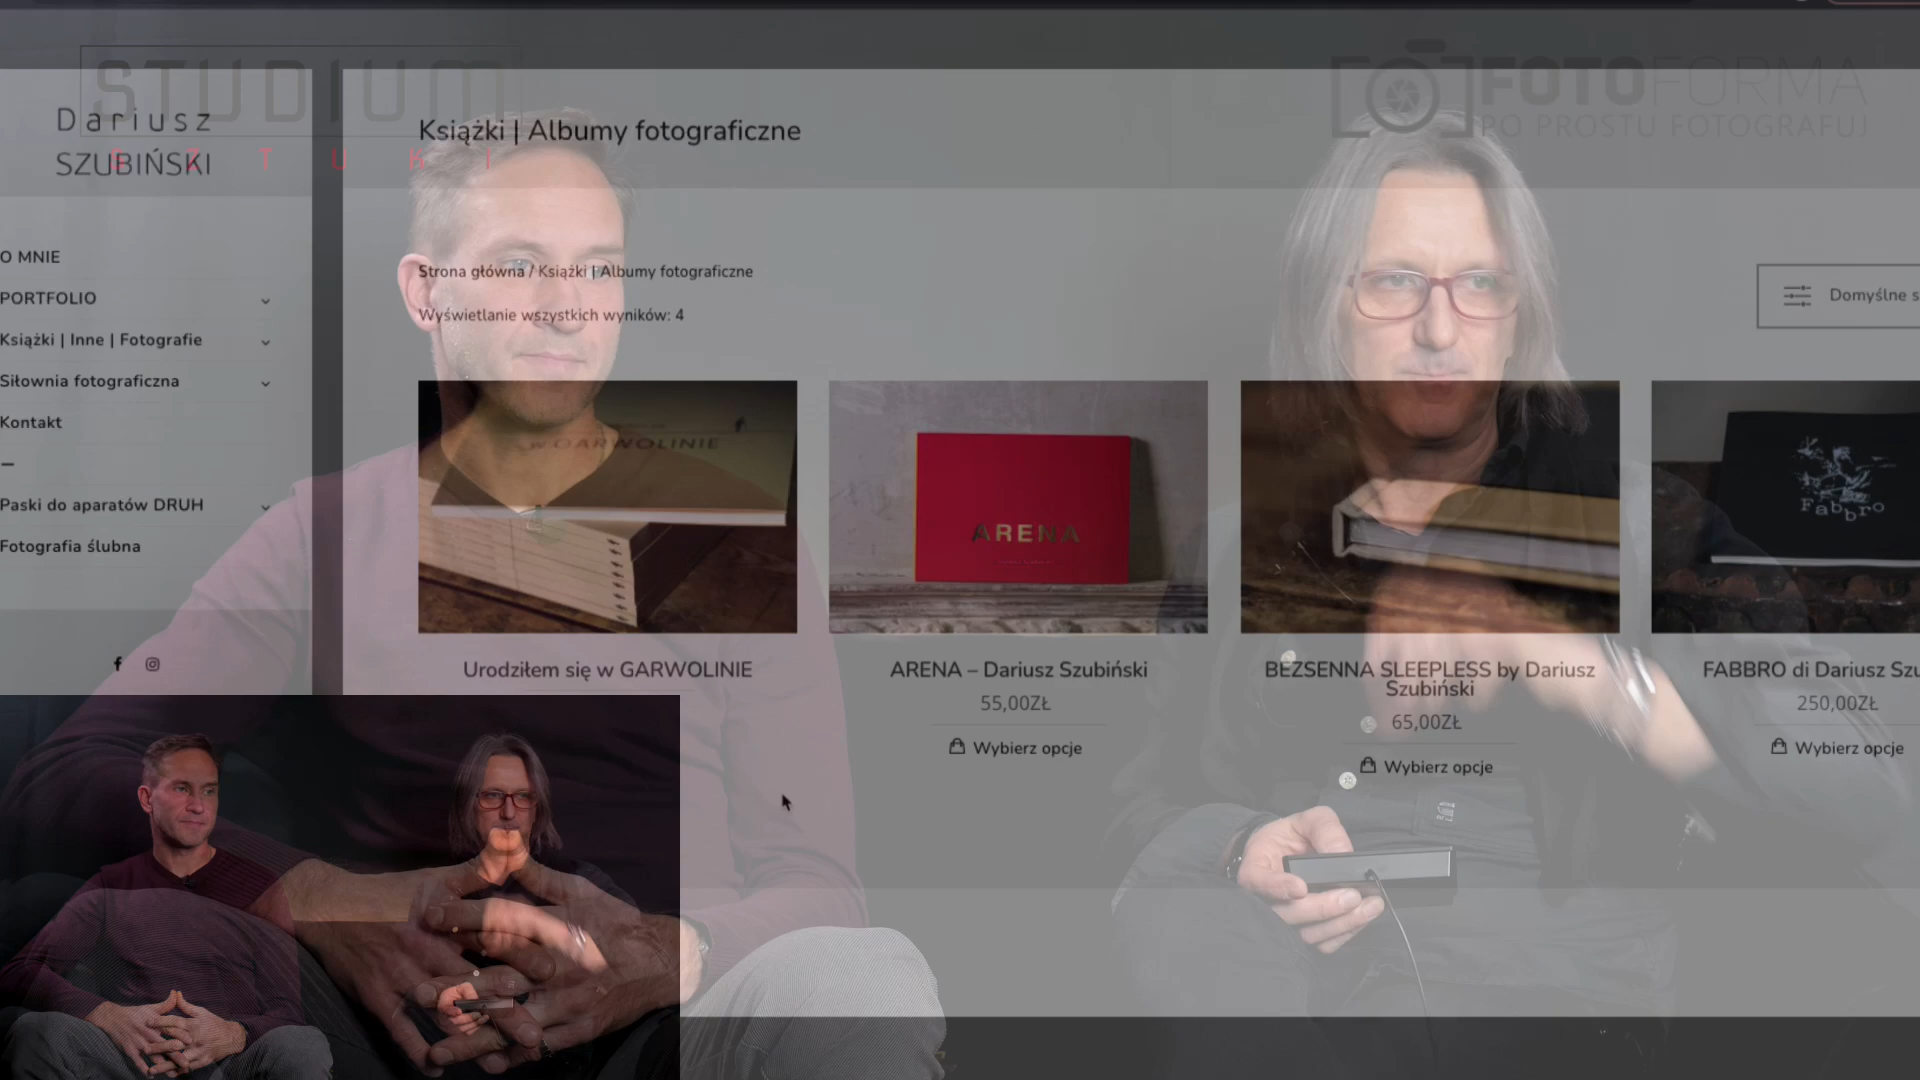 STUDIUM
SZTUKI
FOTOFORMA
PO PROSTU FOTOGRAFUJ
Dariusz
SZUBIŃSKI
O MNIE
PORTFOLIO
Książki | Inne | Fotografie
Siłownia fotograficzna
Kontakt
–
Paski do aparatów DRUH
Fotografia ślubna
Książki | Albumy fotograficzne
Strona główna / Książki | Albumy fotograficzne
Wyświetlanie wszystkich wyników: 4
Domyślne s
w GARWOLINIE
ARENA
Fabbro
Urodziłem się w GARWOLINIE
ARENA – Dariusz Szubiński
55,00ZŁ
Wybierz opcje
BEZSENNA SLEEPLESS by Dariusz
Szubiński
65,00ZŁ
Wybierz opcje
FABBRO di Dariusz Szu
250,00ZŁ
Wybierz opcje